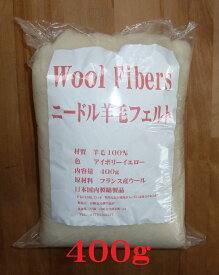 Wool Fibers
ニードル羊毛フェルト
材質 羊毛100%
色 アイボリーイエロー
内容量 400g
原材料 フランス産ウール
日本国内製綿製品
400g